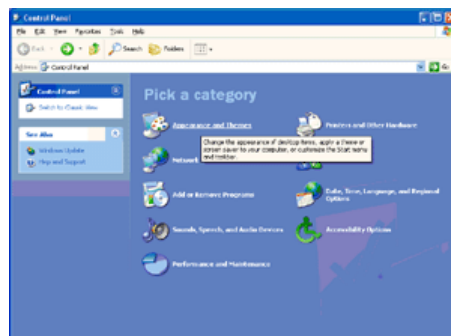 Control Panel
File Edit View Favorites Tools Help
Back Search Folders
Address Control Panel Go
Control Panel
Switch to Classic View
See Also
Windows Update
Help and Support
Pick a category
Appearance and Themes
Printers and Other Hardware
Change the appearance of desktop items, apply a theme or
screen saver to your computer, or customize the Start menu
and taskbar.
Network
Add or Remove Programs
Date, Time, Language, and Regional
Options
Sounds, Speech, and Audio Devices
Accessibility Options
Performance and Maintenance